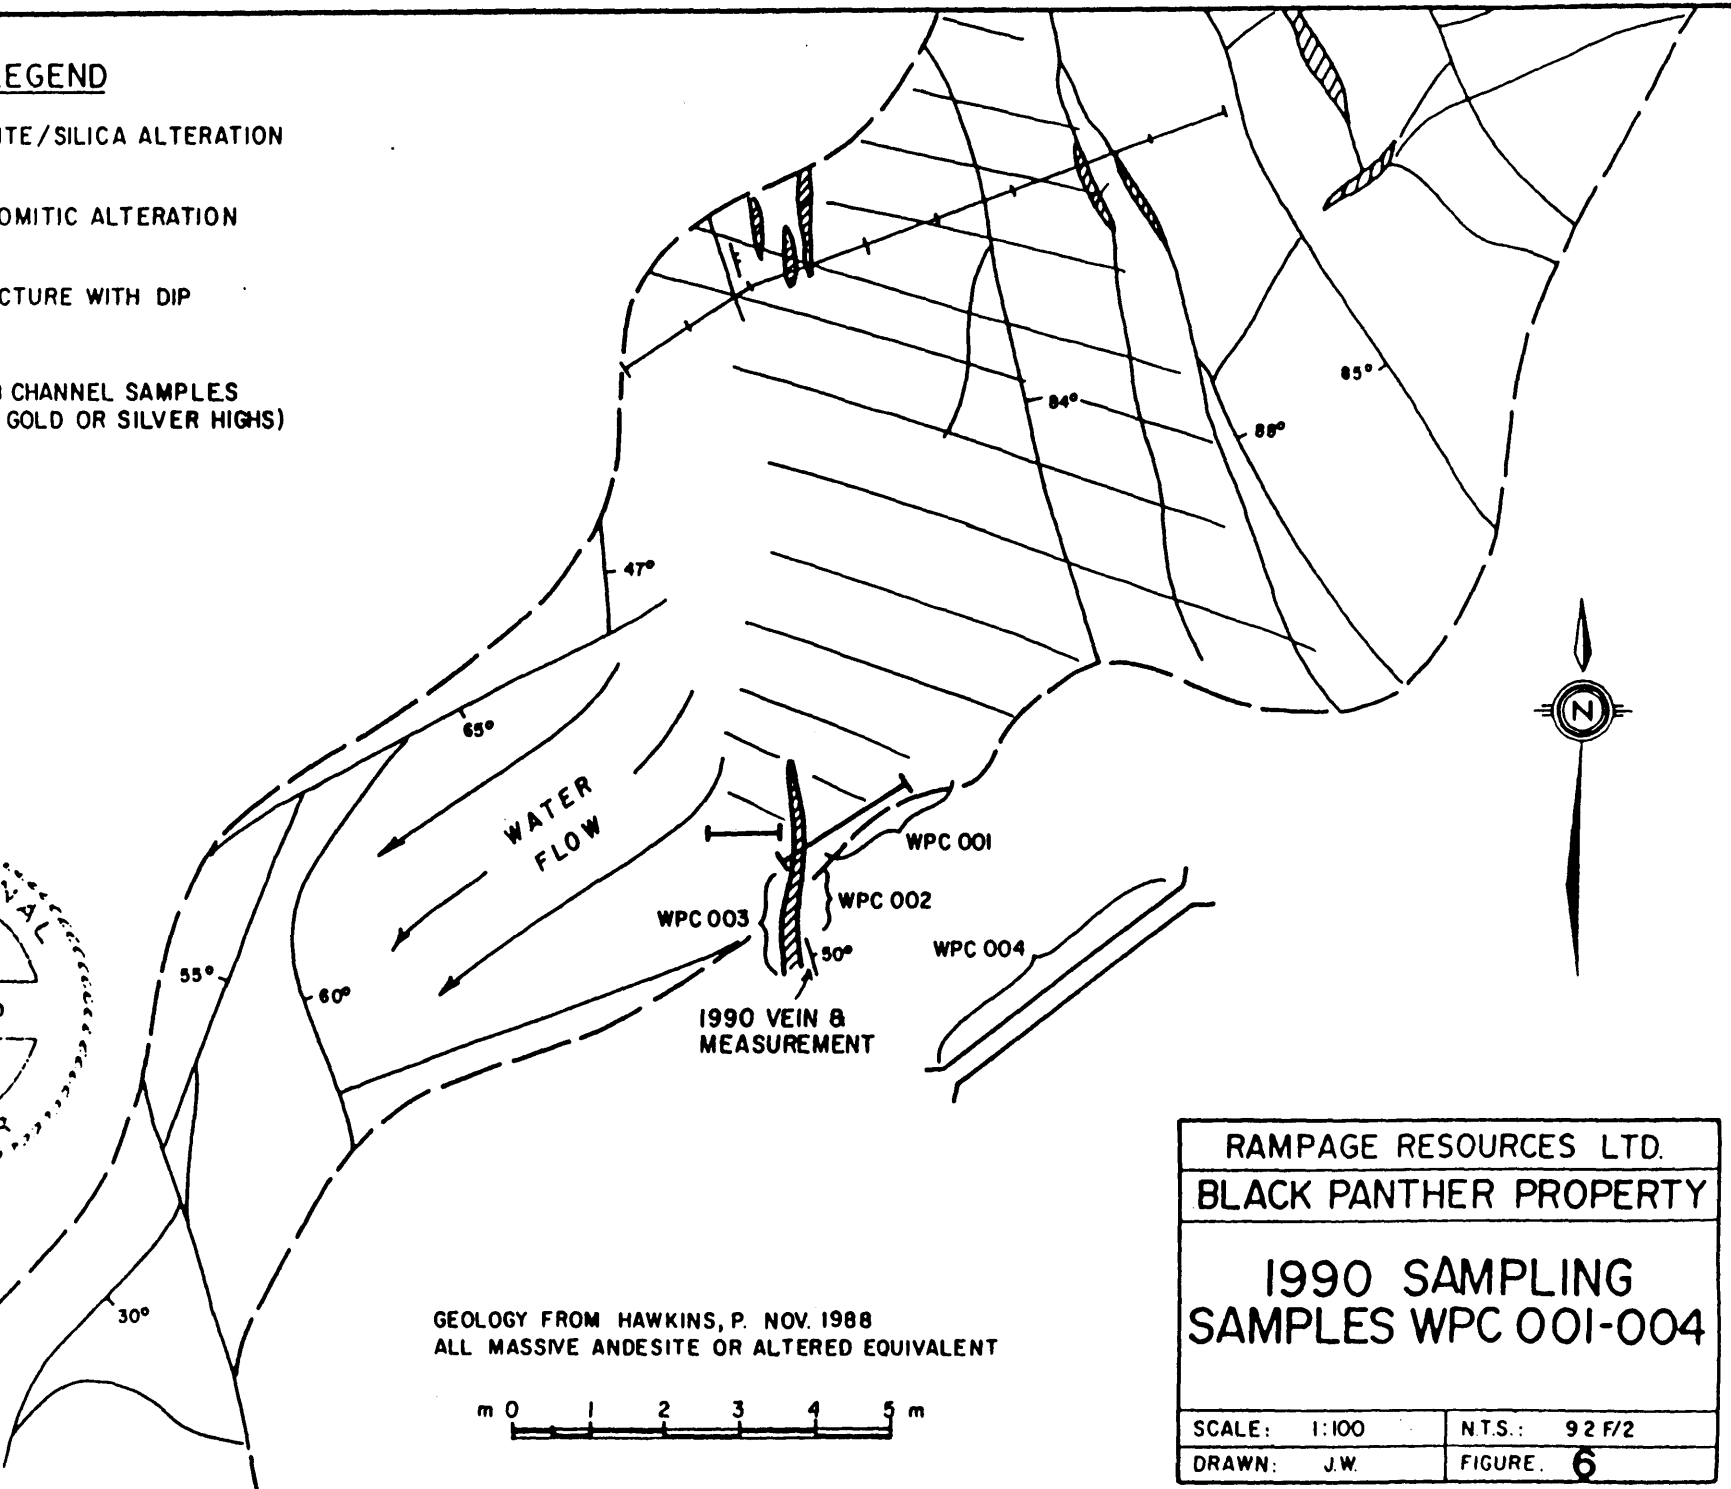 LEGEND
ITE/SILICA ALTERATION
OMITIC ALTERATION
CTURE WITH DIP
CHANNEL SAMPLES
GOLD OR SILVER HIGHS)
85°
84°
88°
47°
65°
WATER
FLOW
WPC 001
WPC 002
WPC 003
50°
WPC 004
55°
60°
1990 VEIN &
MEASUREMENT
30°
N
GEOLOGY FROM HAWKINS, P. NOV. 1988
ALL MASSIVE ANDESITE OR ALTERED EQUIVALENT
m 0 1 2 3 4 5 m
RAMPAGE RESOURCES LTD.
BLACK PANTHER PROPERTY
1990 SAMPLING
SAMPLES WPC 001-004
SCALE: 1:100 N.T.S.: 92 F/2
DRAWN: J.W. FIGURE. 6